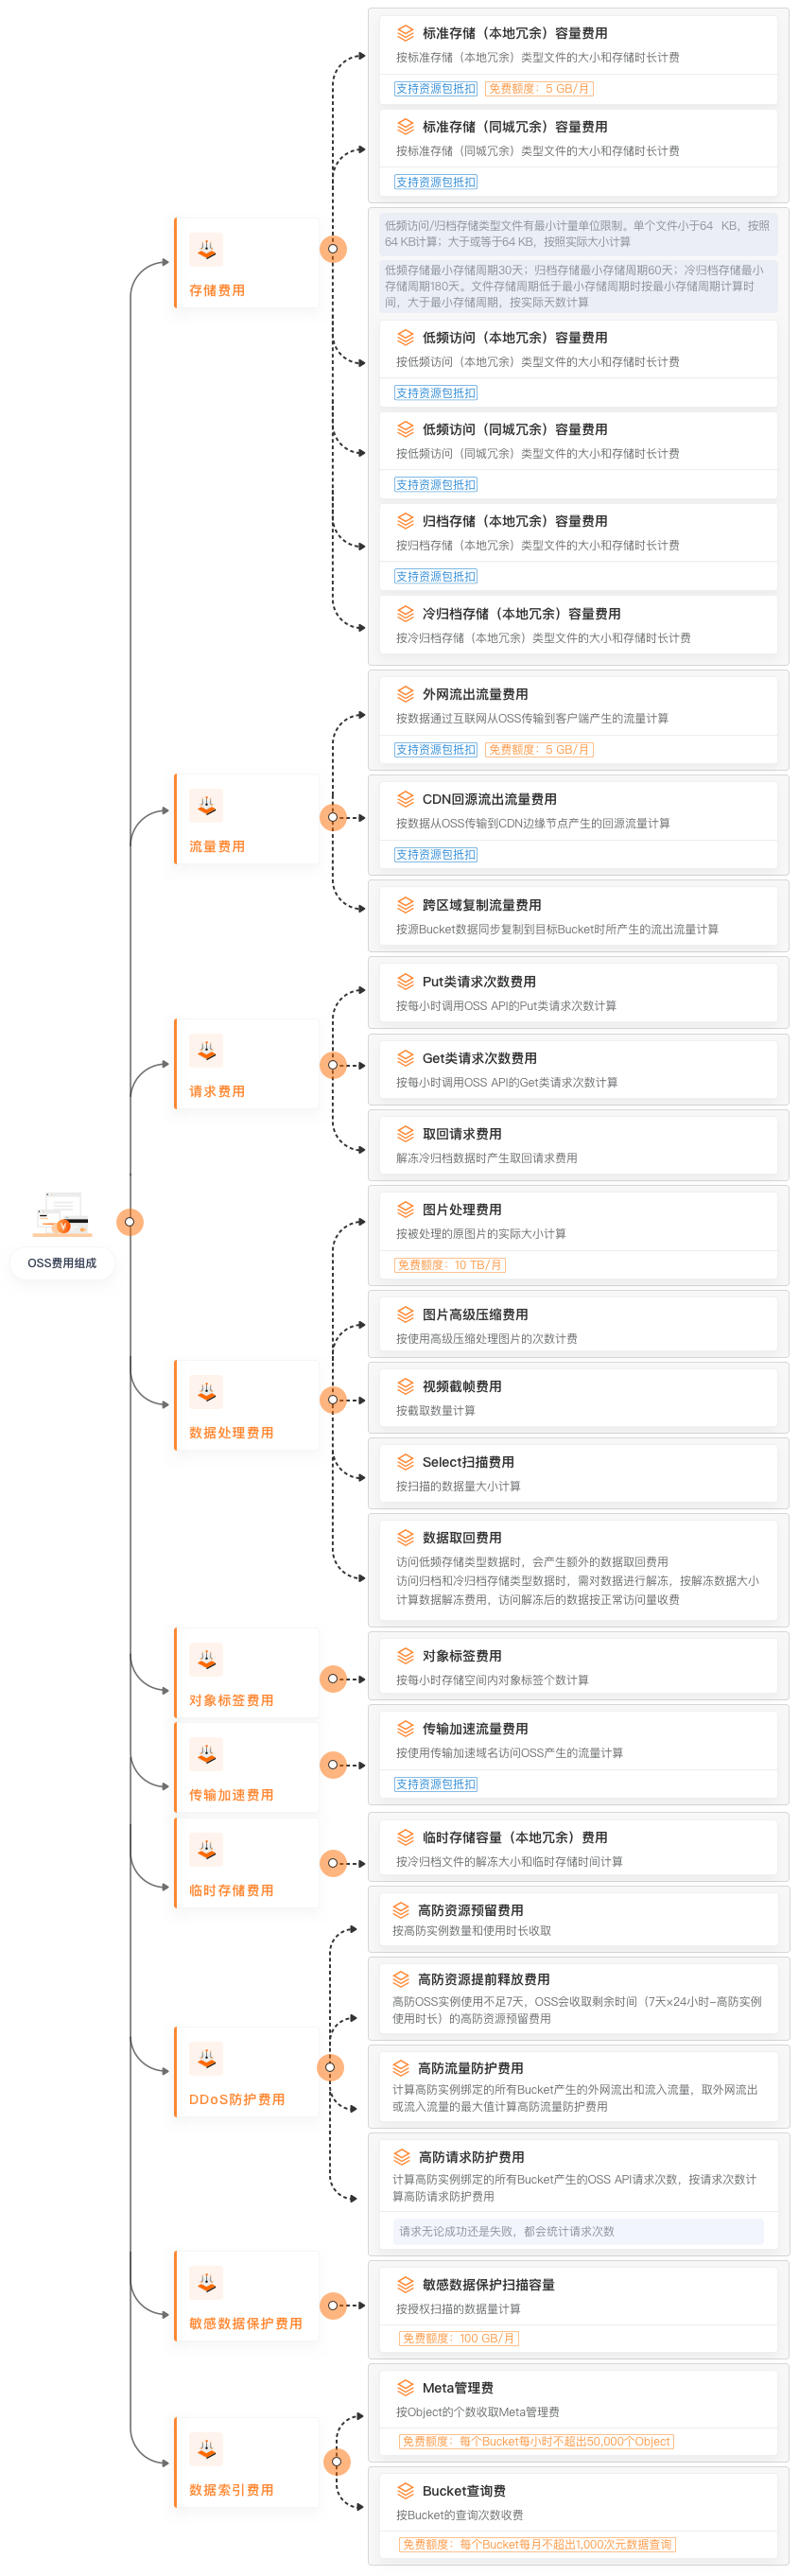 OSS费用组成
存储费用
标准存储（本地冗余）容量费用
按标准存储（本地冗余）类型文件的大小和存储时长计费
支持资源包抵扣 免费额度：5 GB/月
标准存储（同城冗余）容量费用
按标准存储（同城冗余）类型文件的大小和存储时长计费
支持资源包抵扣
低频访问/归档存储类型文件有最小计量单位限制。单个文件小于64 KB，按照
64 KB计算；大于或等于64 KB，按照实际大小计算
低频存储最小存储周期30天；归档存储最小存储周期60天；冷归档存储最小
存储周期180天。文件存储周期低于最小存储周期时按最小存储周期计算时
间，大于最小存储周期，按实际天数计算
低频访问（本地冗余）容量费用
按低频访问（本地冗余）类型文件的大小和存储时长计费
支持资源包抵扣
低频访问（同城冗余）容量费用
按低频访问（同城冗余）类型文件的大小和存储时长计费
支持资源包抵扣
归档存储（本地冗余）容量费用
按归档存储（本地冗余）类型文件的大小和存储时长计费
支持资源包抵扣
冷归档存储（本地冗余）容量费用
按冷归档存储（本地冗余）类型文件的大小和存储时长计费
流量费用
外网流出流量费用
按数据通过互联网从OSS传输到客户端产生的流量计算
支持资源包抵扣 免费额度：5 GB/月
CDN回源流出流量费用
按数据从OSS传输到CDN边缘节点产生的回源流量计算
支持资源包抵扣
跨区域复制流量费用
按源Bucket数据同步复制到目标Bucket时所产生的流出流量计算
请求费用
Put类请求次数费用
按每小时调用OSS API的Put类请求次数计算
Get类请求次数费用
按每小时调用OSS API的Get类请求次数计算
取回请求费用
解冻冷归档数据时产生取回请求费用
数据处理费用
图片处理费用
按被处理的原图片的实际大小计算
免费额度：10 TB/月
图片高级压缩费用
按使用高级压缩处理图片的次数计费
视频截帧费用
按截取数量计算
Select扫描费用
按扫描的数据量大小计算
数据取回费用
访问低频存储类型数据时，会产生额外的数据取回费用
访问归档和冷归档存储类型数据时，需对数据进行解冻，按解冻数据大小
计算数据解冻费用，访问解冻后的数据按正常访问量收费
对象标签费用
对象标签费用
按每小时存储空间内对象标签个数计算
传输加速费用
传输加速流量费用
按使用传输加速域名访问OSS产生的流量计算
支持资源包抵扣
临时存储费用
临时存储容量（本地冗余）费用
按冷归档文件的解冻大小和临时存储时间计算
DDoS防护费用
高防资源预留费用
按高防实例数量和使用时长收取
高防资源提前释放费用
高防OSS实例使用不足7天，OSS会收取剩余时间（7天×24小时-高防实例
使用时长）的高防资源预留费用
高防流量防护费用
计算高防实例绑定的所有Bucket产生的外网流出和流入流量，取外网流出
或流入流量的最大值计算高防流量防护费用
高防请求防护费用
计算高防实例绑定的所有Bucket产生的OSS API请求次数，按请求次数计
算高防请求防护费用
请求无论成功还是失败，都会统计请求次数
敏感数据保护费用
敏感数据保护扫描容量
按授权扫描的数据量计算
免费额度：100 GB/月
数据索引费用
Meta管理费
按Object的个数收取Meta管理费
免费额度：每个Bucket每小时不超出50,000个Object
Bucket查询费
按Bucket的查询次数收费
免费额度：每个Bucket每月不超出1,000次元数据查询